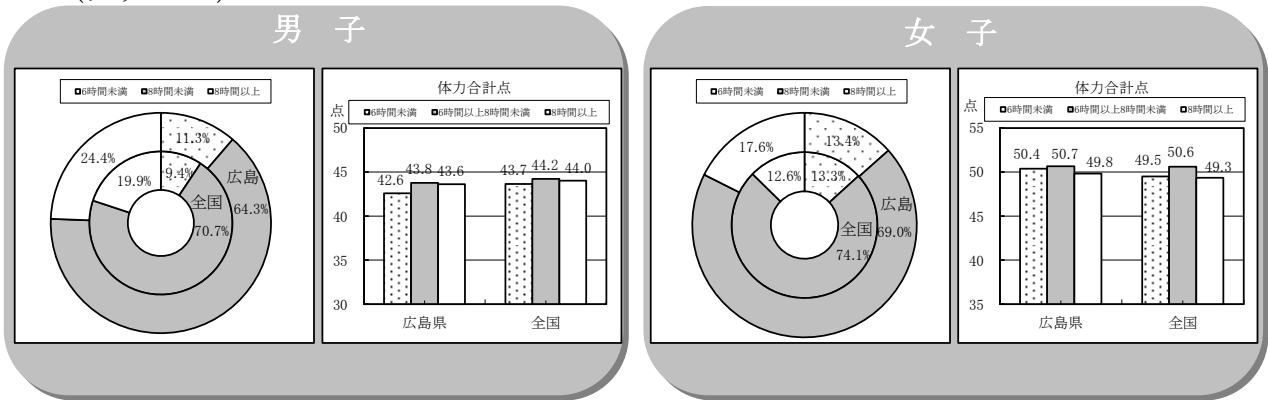 男 子
6時間未満 8時間未満 8時間以上
11.3%
24.4%
9.4%
19.9%
広島
全国
64.3%
70.7%
体力合計点
点
6時間未満 6時間以上8時間未満 8時間以上
50
45
40
35
30
42.6 43.8 43.6 43.7 44.2 44.0
広島県 全国
女 子
6時間未満 8時間未満 8時間以上
13.4%
17.6%
12.6% 13.3%
広島
全国 69.0%
74.1%
体力合計点
点
6時間未満 6時間以上8時間未満 8時間以上
55
50
45
40
35
50.4 50.7 49.8 49.5 50.6 49.3
広島県 全国